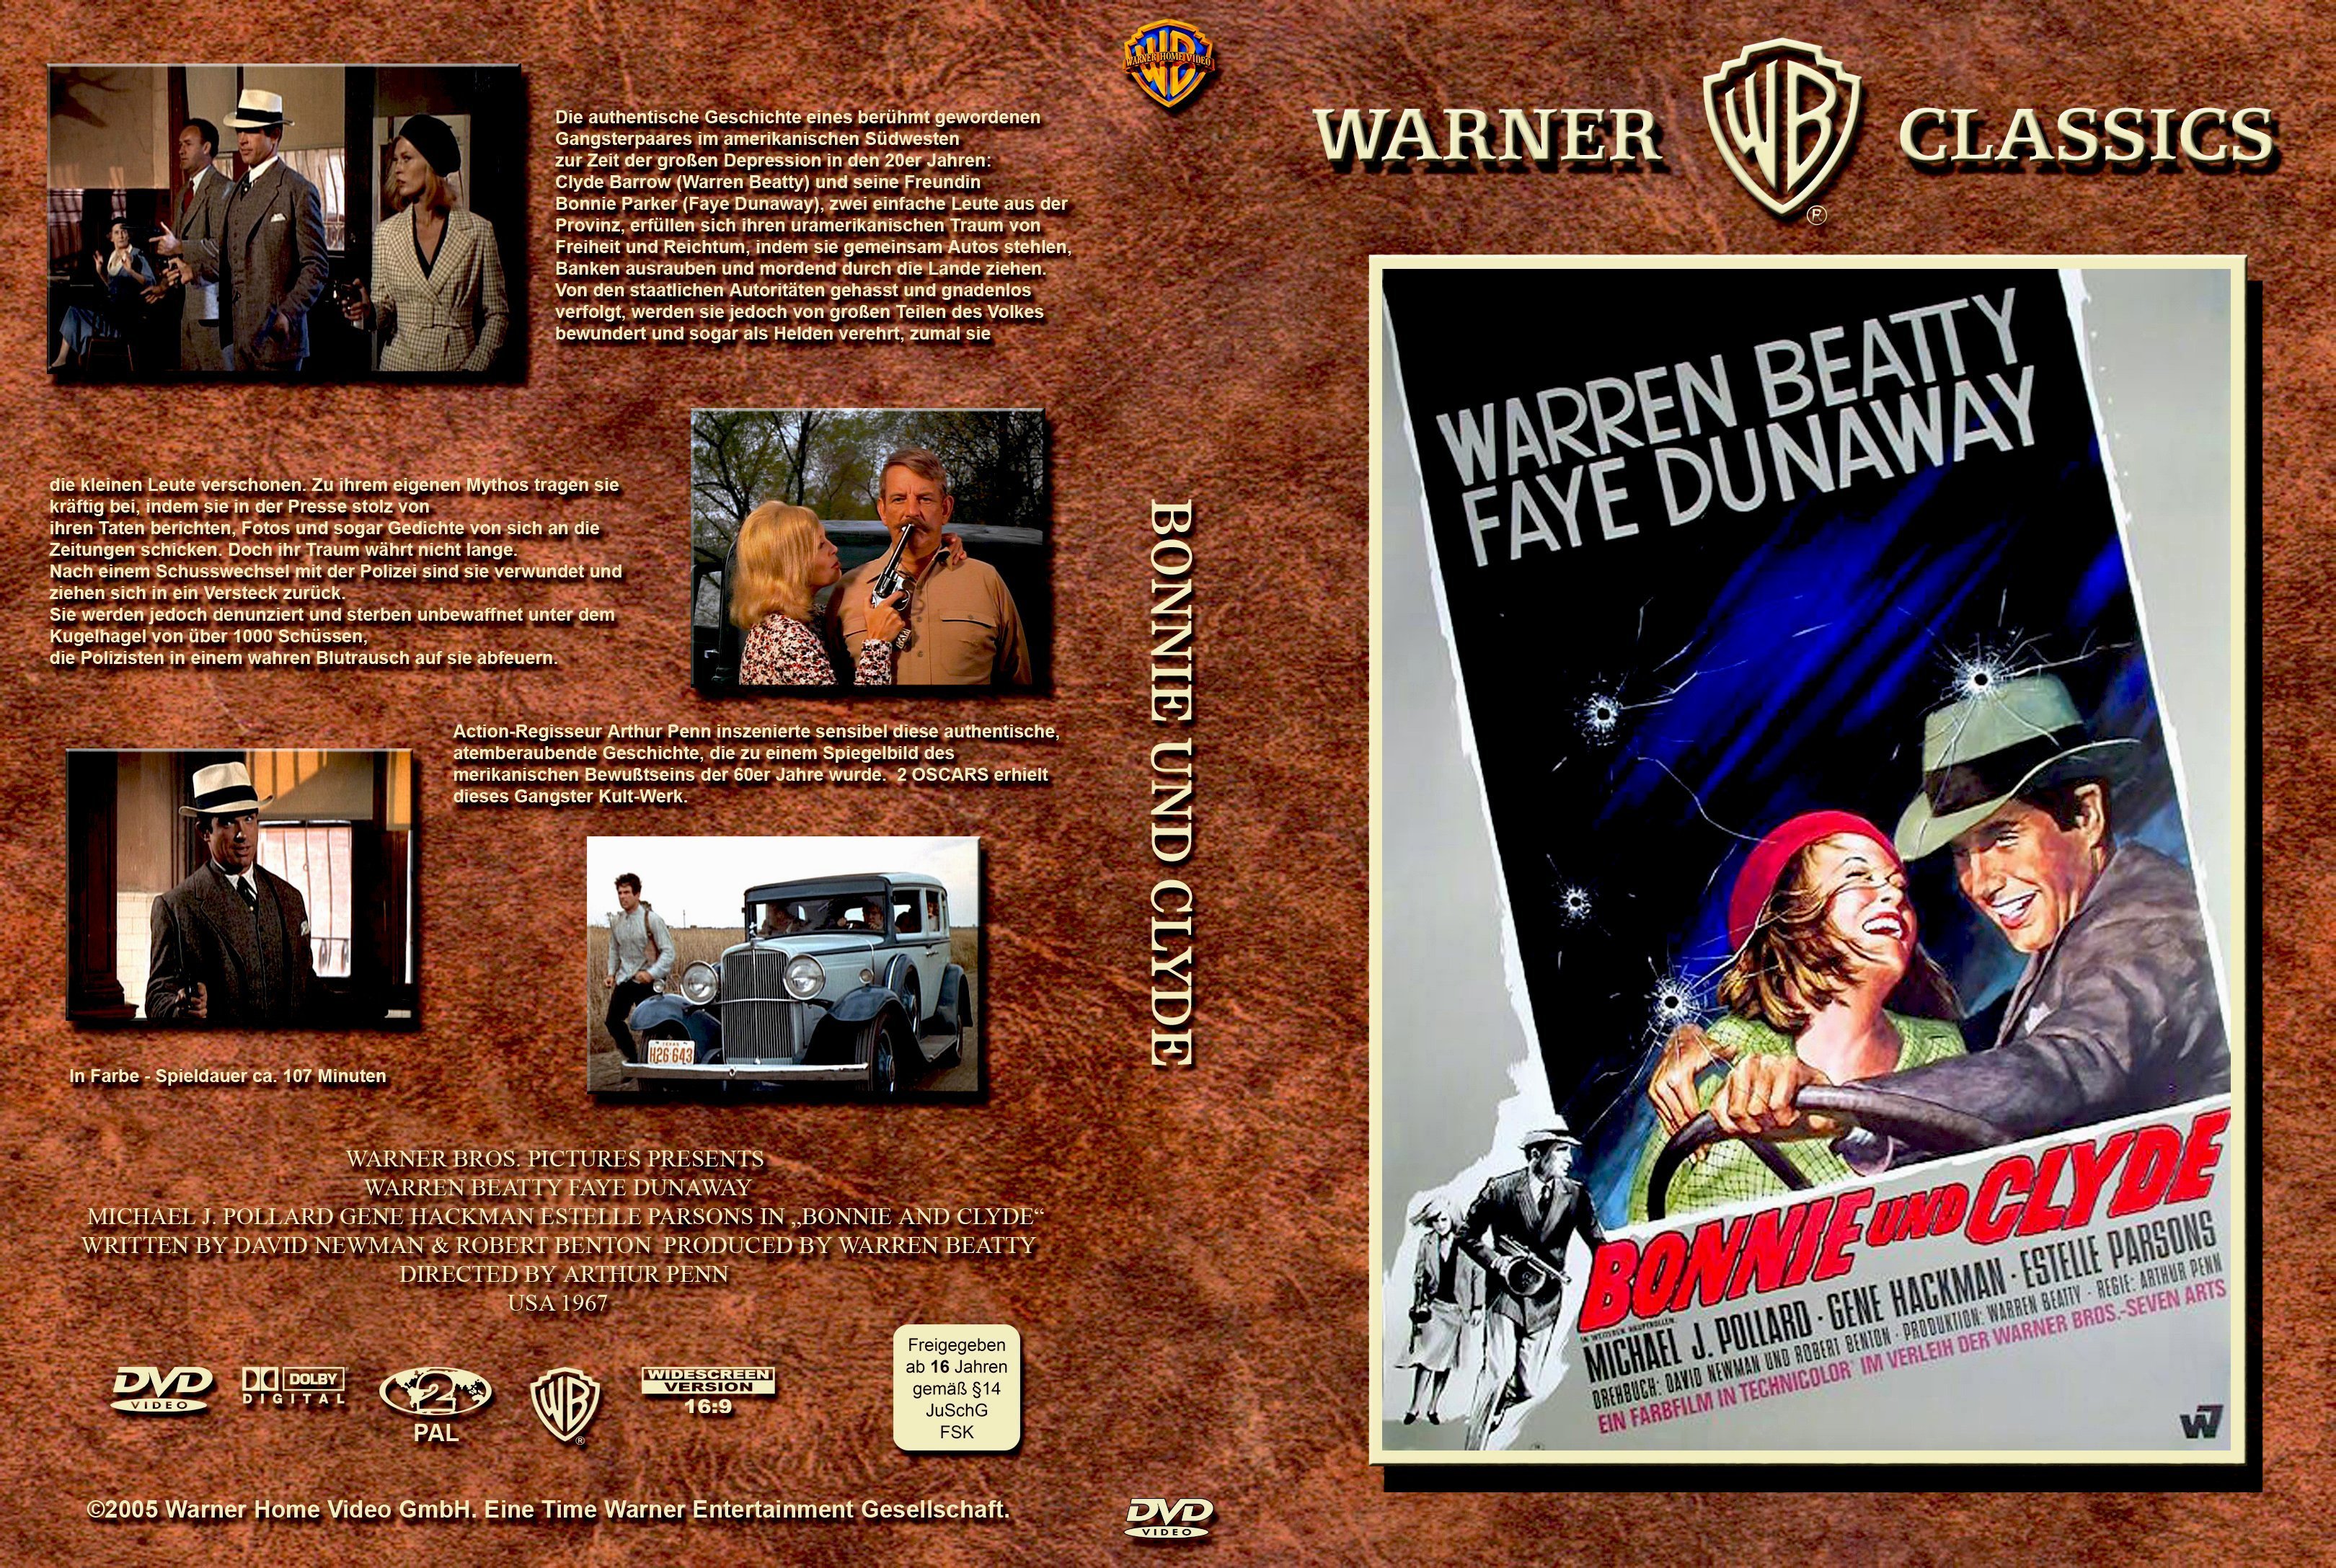 WARNER HOME VIDEO
Die authentische Geschichte eines berühmt gewordenen
Gangsterpaares im amerikanischen Südwesten
zur Zeit der großen Depression in den 20er Jahren:
Clyde Barrow (Warren Beatty) und seine Freundin
Bonnie Parker (Faye Dunaway), zwei einfache Leute aus der
Provinz, erfüllen sich ihren uramerikanischen Traum von
Freiheit und Reichtum, indem sie gemeinsam Autos stehlen,
Banken ausrauben und mordend durch die Lande ziehen.
Von den staatlichen Autoritäten gehasst und gnadenlos
verfolgt, werden sie jedoch von großen Teilen des Volkes
bewundert und sogar als Helden verehrt, zumal sie
die kleinen Leute verschonen. Zu ihrem eigenen Mythos tragen sie
kräftig bei, indem sie in der Presse stolz von
ihren Taten berichten, Fotos und sogar Gedichte von sich an die
Zeitungen schicken. Doch ihr Traum währt nicht lange.
Nach einem Schusswechsel mit der Polizei sind sie verwundet und
ziehen sich in ein Versteck zurück.
Sie werden jedoch denunziert und sterben unbewaffnet unter dem
Kugelhagel von über 1000 Schüssen,
die Polizisten in einem wahren Blutrausch auf sie abfeuern.
Action-Regisseur Arthur Penn inszenierte sensibel diese authentische,
atemberaubende Geschichte, die zu einem Spiegelbild des
merikanischen Bewußtseins der 60er Jahre wurde.  2 OSCARS erhielt
dieses Gangster Kult-Werk.
H26·643
In Farbe - Spieldauer ca. 107 Minuten
WARNER BROS. PICTURES PRESENTS
WARREN BEATTY FAYE DUNAWAY
MICHAEL J. POLLARD GENE HACKMAN ESTELLE PARSONS IN „BONNIE AND CLYDE“
WRITTEN BY DAVID NEWMAN & ROBERT BENTON  PRODUCED BY WARREN BEATTY
DIRECTED BY ARTHUR PENN
USA 1967
DVD
VIDEO
DOLBY
DIGITAL
2
PAL
WB
®
WIDESCREEN
VERSION
16:9
Freigegeben
ab 16 Jahren
gemäß §14
JuSchG
FSK
©2005 Warner Home Video GmbH. Eine Time Warner Entertainment Gesellschaft.
BONNIE UND CLYDE
DVD
VIDEO
WARNER WB CLASSICS
®
WARREN BEATTY
FAYE DUNAWAY
BONNIE UND CLYDE
IN WEITEREN HAUPTROLLEN:
MICHAEL J. POLLARD · GENE HACKMAN · ESTELLE PARSONS
DREHBUCH: DAVID NEWMAN UND ROBERT BENTON · PRODUKTION: WARREN BEATTY · REGIE: ARTHUR PENN
EIN FARBFILM IN TECHNICOLOR® IM VERLEIH DER WARNER BROS.-SEVEN ARTS
W7